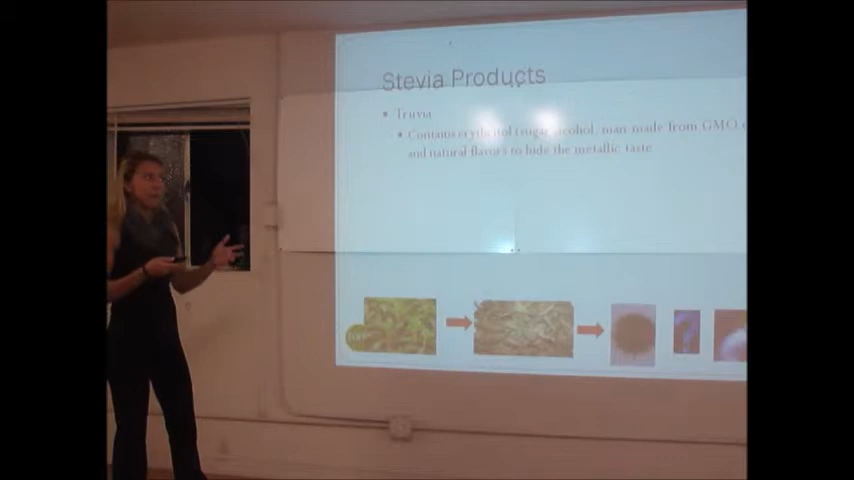 Stevia Products
Truvia
Contains erythritol (sugar alcohol, man made from GMO
and natural flavors to hide the metallic taste